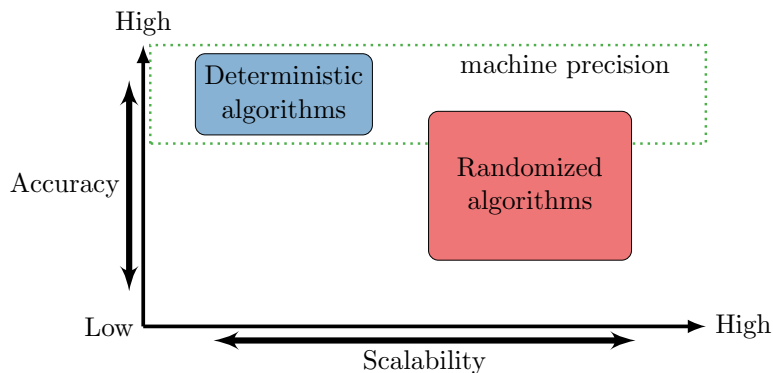 High
machine precision
Deterministic
algorithms
Randomized
algorithms
Accuracy
Low
High
Scalability